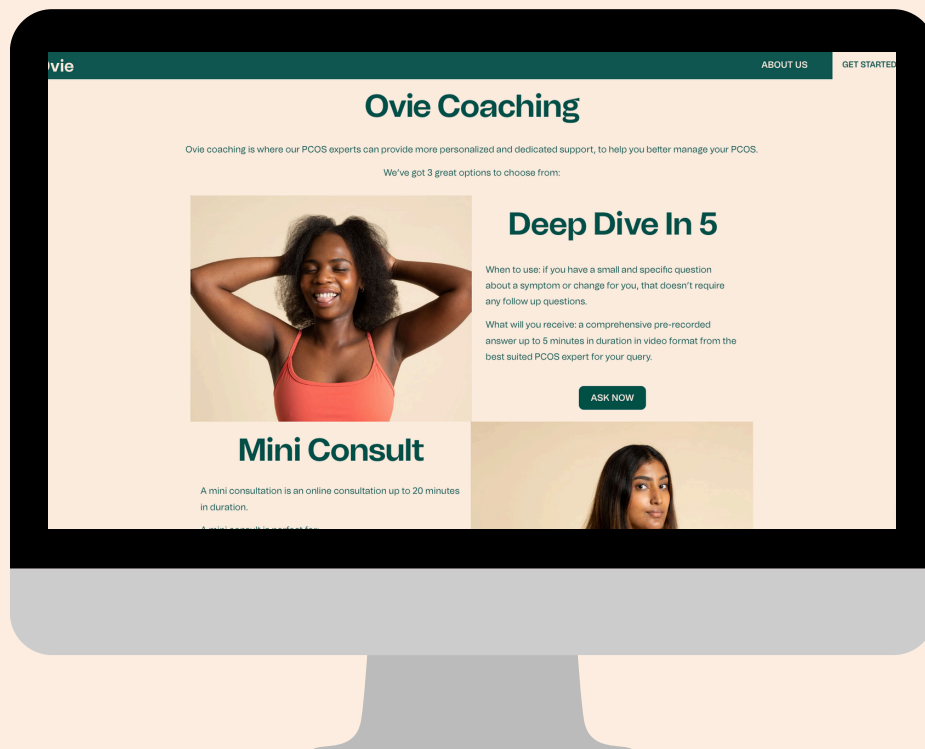 vie
ABOUT US
GET STARTED
Ovie Coaching
Ovie coaching is where our PCOS experts can provide more personalized and dedicated support, to help you better manage your PCOS.
We've got 3 great options to choose from:
Deep Dive In 5
When to use: if you have a small and specific question
about a symptom or change for you, that doesn't require
any follow up questions.
What will you receive: a comprehensive pre-recorded
answer up to 5 minutes in duration in video format from the
best suited PCOS expert for your query.
ASK NOW
Mini Consult
A mini consultation is an online consultation up to 20 minutes
in duration.
A mini consult is perfect for: